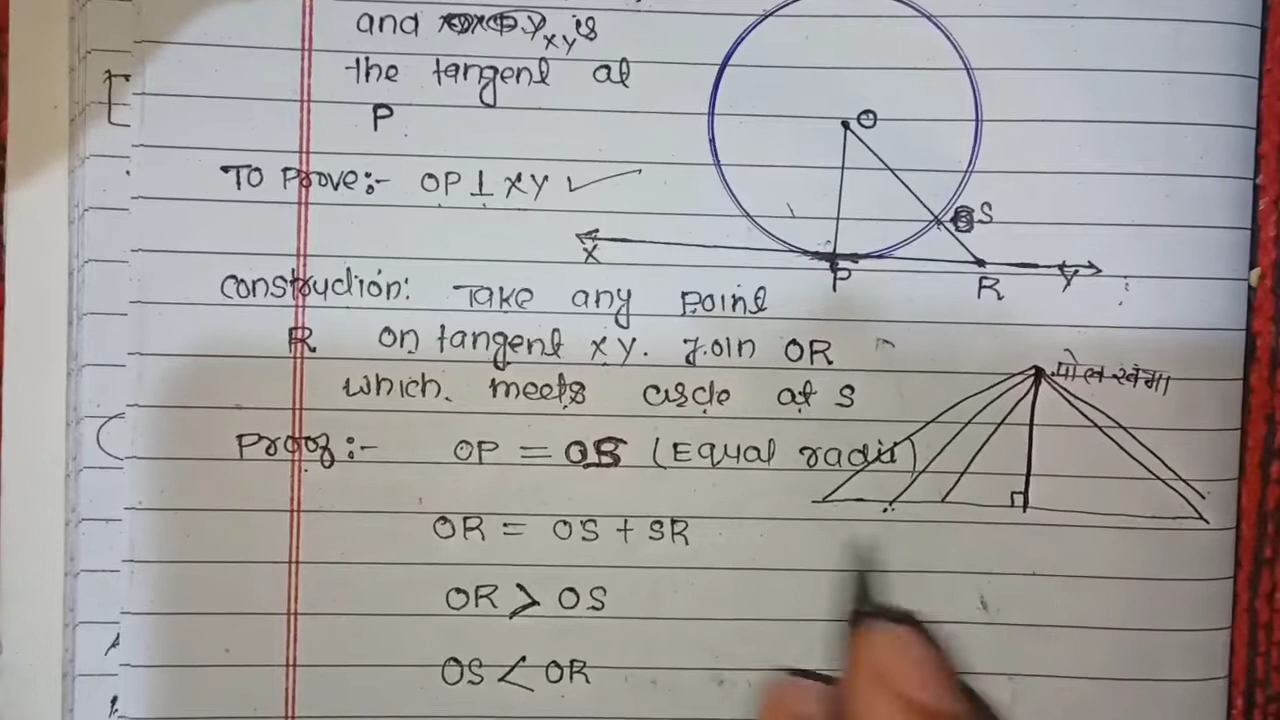 and XY is
the tangent at
P
To prove:- OP ⊥ XY ✓
O
S
X
P
R
Y
construction: Take any point
R on tangent XY. Join OR
which meets circle at S
पोल खंभा
Proof:- OP = OS (Equal radii)
OR = OS + SR
OR > OS
OS < OR